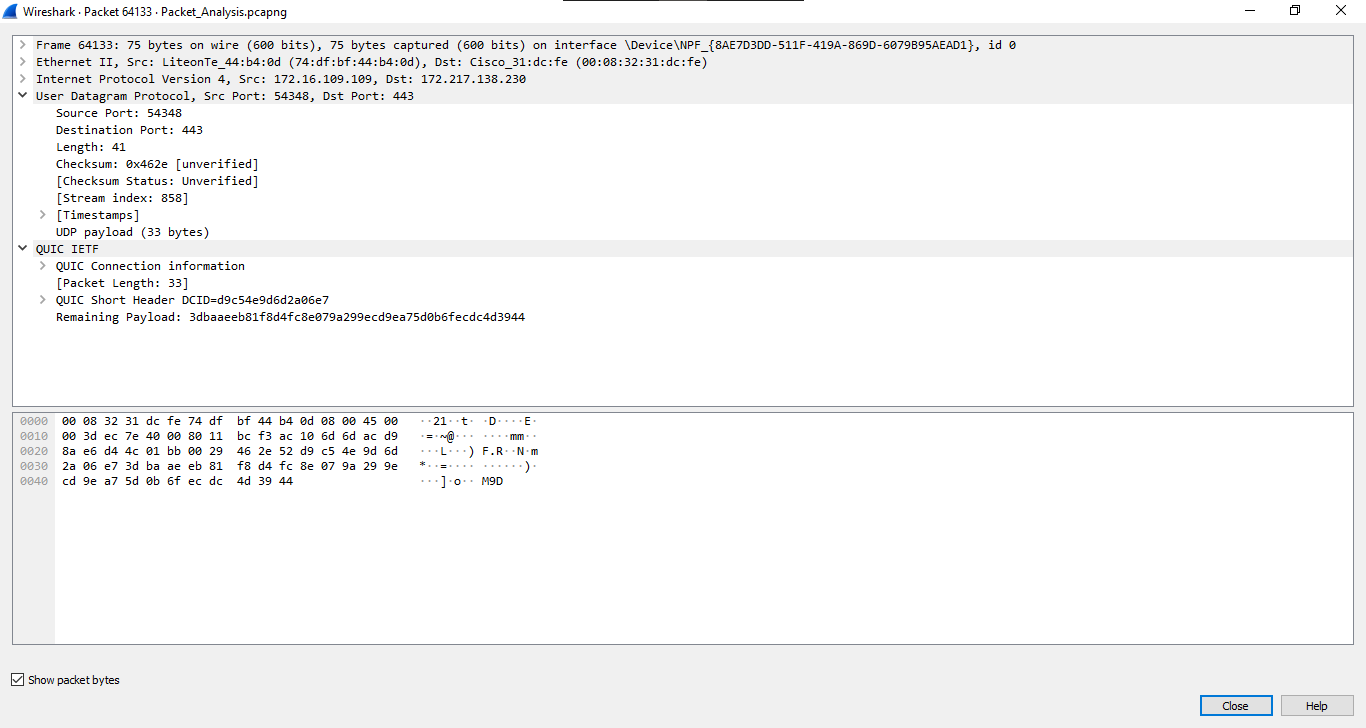 Wireshark · Packet 64133 · Packet_Analysis.pcapng
Frame 64133: 75 bytes on wire (600 bits), 75 bytes captured (600 bits) on interface \Device\NPF_{8AE7D3DD-511F-419A-869D-6079B95AEAD1}, id 0
Ethernet II, Src: LiteonTe_44:b4:0d (74:df:bf:44:b4:0d), Dst: Cisco_31:dc:fe (00:08:32:31:dc:fe)
Internet Protocol Version 4, Src: 172.16.109.109, Dst: 172.217.138.230
User Datagram Protocol, Src Port: 54348, Dst Port: 443
Source Port: 54348
Destination Port: 443
Length: 41
Checksum: 0x462e [unverified]
[Checksum Status: Unverified]
[Stream index: 858]
[Timestamps]
UDP payload (33 bytes)
QUIC IETF
QUIC Connection information
[Packet Length: 33]
QUIC Short Header DCID=d9c54e9d6d2a06e7
Remaining Payload: 3dbaaeeb81f8d4fc8e079a299ecd9ea75d0b6fecdc4d3944
0000 00 08 32 31 dc fe 74 df bf 44 b4 0d 08 00 45 00 ··21··t· ·D····E·
0010 00 3d ec 7e 40 00 80 11 bc f3 ac 10 6d 6d ac d9 ·=·~@··· ····mm··
0020 8a e6 d4 4c 01 bb 00 29 46 2e 52 d9 c5 4e 9d 6d ···L···) F.R··N·m
0030 2a 06 e7 3d ba ae eb 81 f8 d4 fc 8e 07 9a 29 9e *··=···· ······)·
0040 cd 9e a7 5d 0b 6f ec dc 4d 39 44 ···]·o·· M9D
Show packet bytes
Close Help